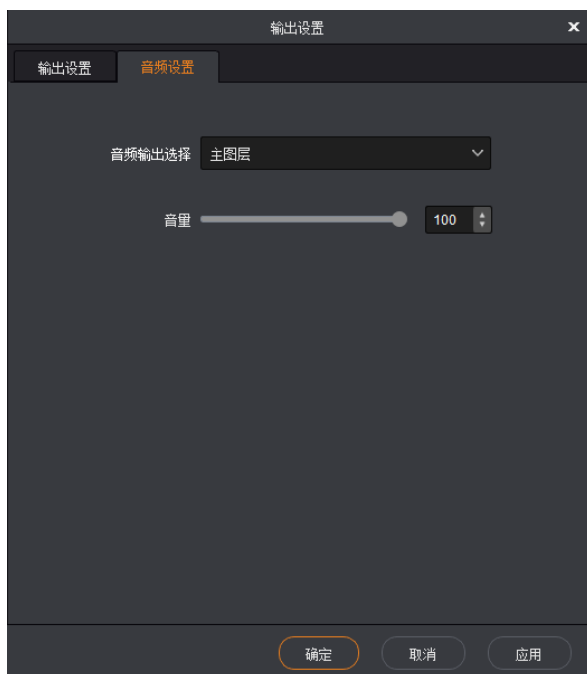 输出设置
输出设置 音频设置
音频输出选择 主图层
音量 100
确定 取消 应用